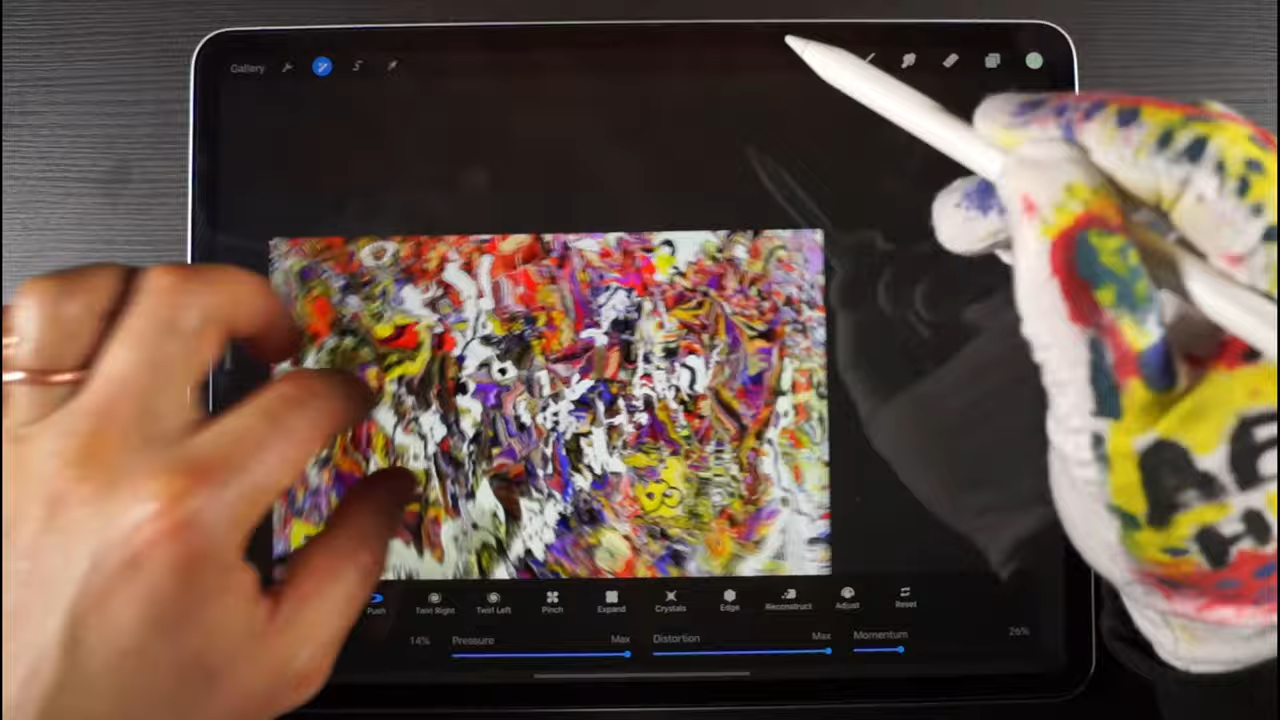 Gallery
Push Twirl Right Twirl Left Pinch Expand Crystals Edge Reconstruct Adjust Reset
14% Pressure Max Distortion Max Momentum 26%